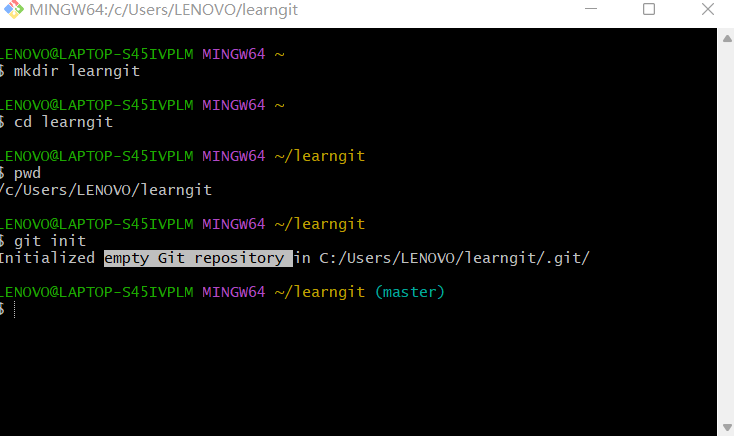 MINGW64:/c/Users/LENOVO/learngit
LENOVO@LAPTOP-S45IVPLM MINGW64 ~
$ mkdir learngit
LENOVO@LAPTOP-S45IVPLM MINGW64 ~
$ cd learngit
LENOVO@LAPTOP-S45IVPLM MINGW64 ~/learngit
$ pwd
/c/Users/LENOVO/learngit
LENOVO@LAPTOP-S45IVPLM MINGW64 ~/learngit
$ git init
Initialized empty Git repository in C:/Users/LENOVO/learngit/.git/
LENOVO@LAPTOP-S45IVPLM MINGW64 ~/learngit (master)
$